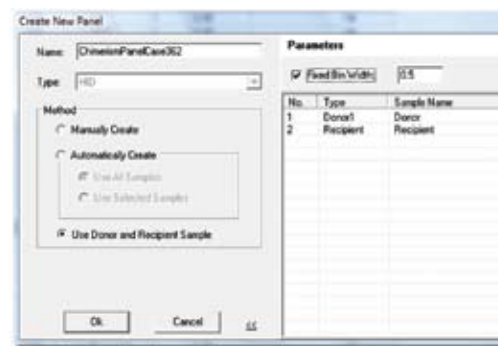 Create New Panel
Name: ChimerismPanelCase362
Type: HID
Method
Manually Create
Automatically Create
Use All Samples
Use Selected Samples
Use Donor and Recipient Sample
Ok
Cancel
<<
Parameters
Fixed Bin Width 0.5
No. Type Sample Name
1 Donor1 Donor
2 Recipient Recipient